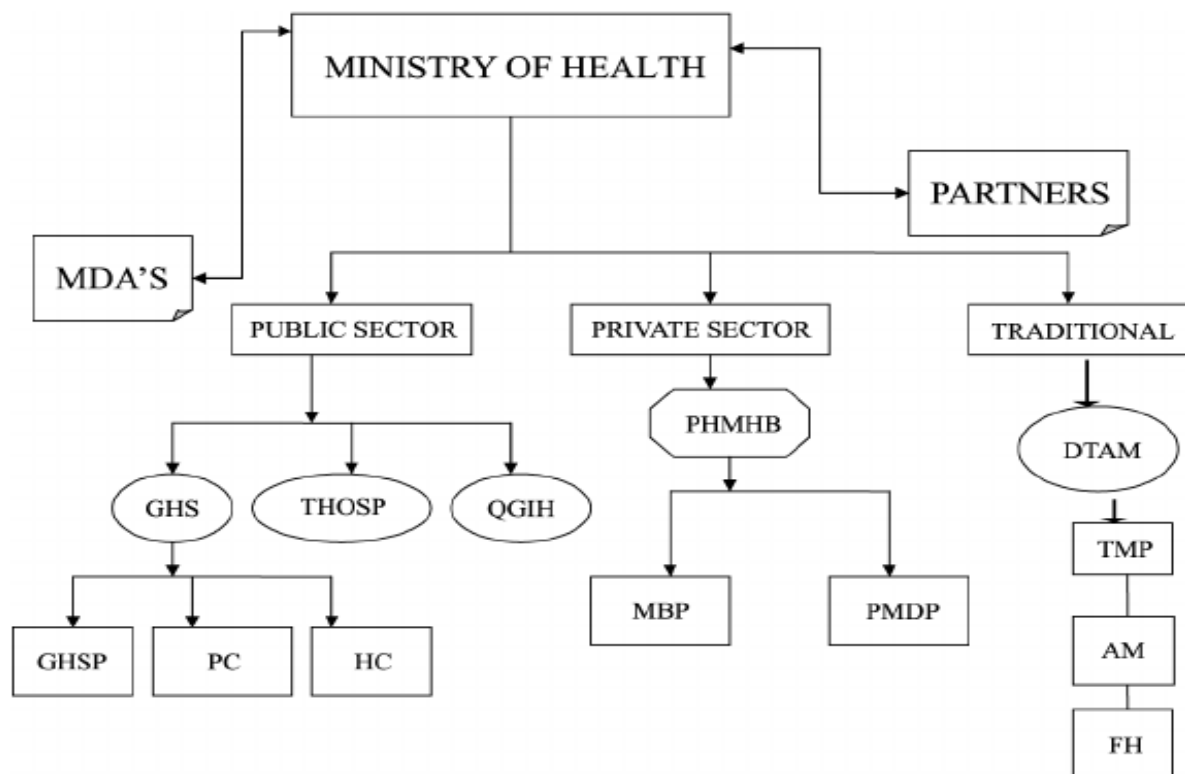 MINISTRY OF HEALTH
PARTNERS
MDA'S
PUBLIC SECTOR
PRIVATE SECTOR
TRADITIONAL
PHMHB
DTAM
GHS
THOSP
QGIH
TMP
MBP
PMDP
GHSP
PC
HC
AM
FH